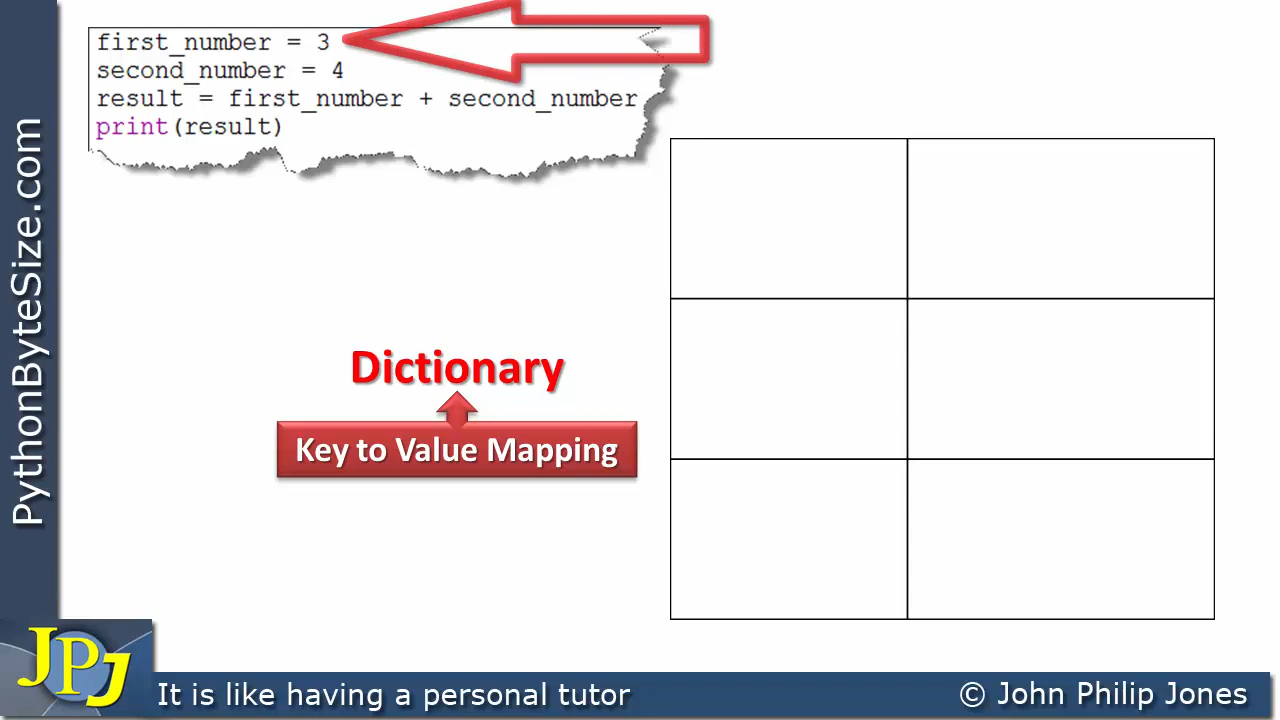 first_number = 3
second_number = 4
result = first_number + second_number
print(result)
Dictionary
Key to Value Mapping
PythonByteSize.com
JPJ
It is like having a personal tutor
© John Philip Jones